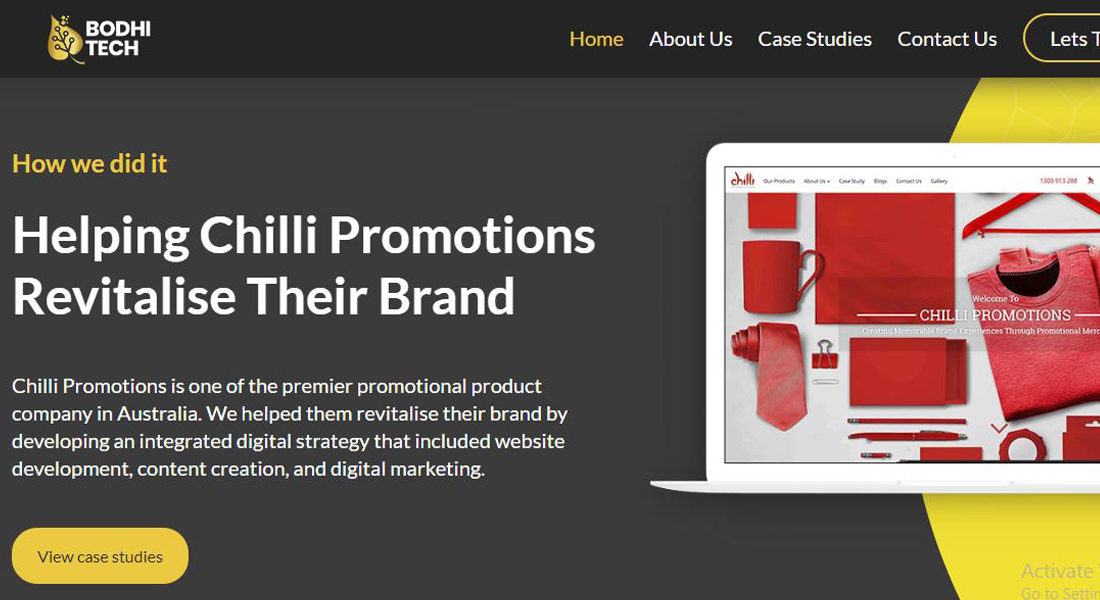 BODHI
TECH
Home About Us Case Studies Contact Us Lets T
How we did it
Helping Chilli Promotions
Revitalise Their Brand
Chilli Promotions is one of the premier promotional product
company in Australia. We helped them revitalise their brand by
developing an integrated digital strategy that included website
development, content creation, and digital marketing.
View case studies
chilli
Our Products About Us Case Study Blogs Contact Us Gallery 1300 913 288
Welcome To
CHILLI PROMOTIONS
Creating Memorable Brand Experiences Through Promotional Merc
Activate
Go to Settin